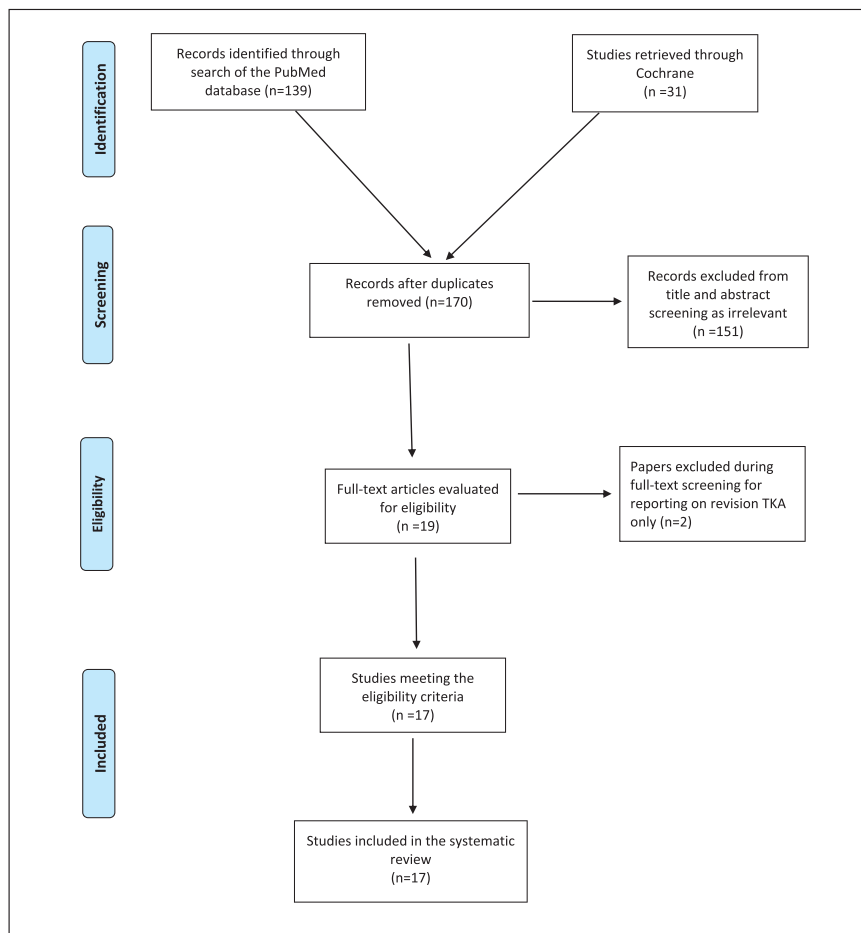 Identification
Records identified through
search of the PubMed
database (n=139)
Studies retrieved through
Cochrane
(n =31)
Screening
Records after duplicates
removed (n=170)
Records excluded from
title and abstract
screening as irrelevant
(n =151)
Eligibility
Full-text articles evaluated
for eligibility
(n =19)
Papers excluded during
full-text screening for
reporting on revision TKA
only (n=2)
Included
Studies meeting the
eligibility criteria
(n =17)
Studies included in the systematic
review
(n=17)